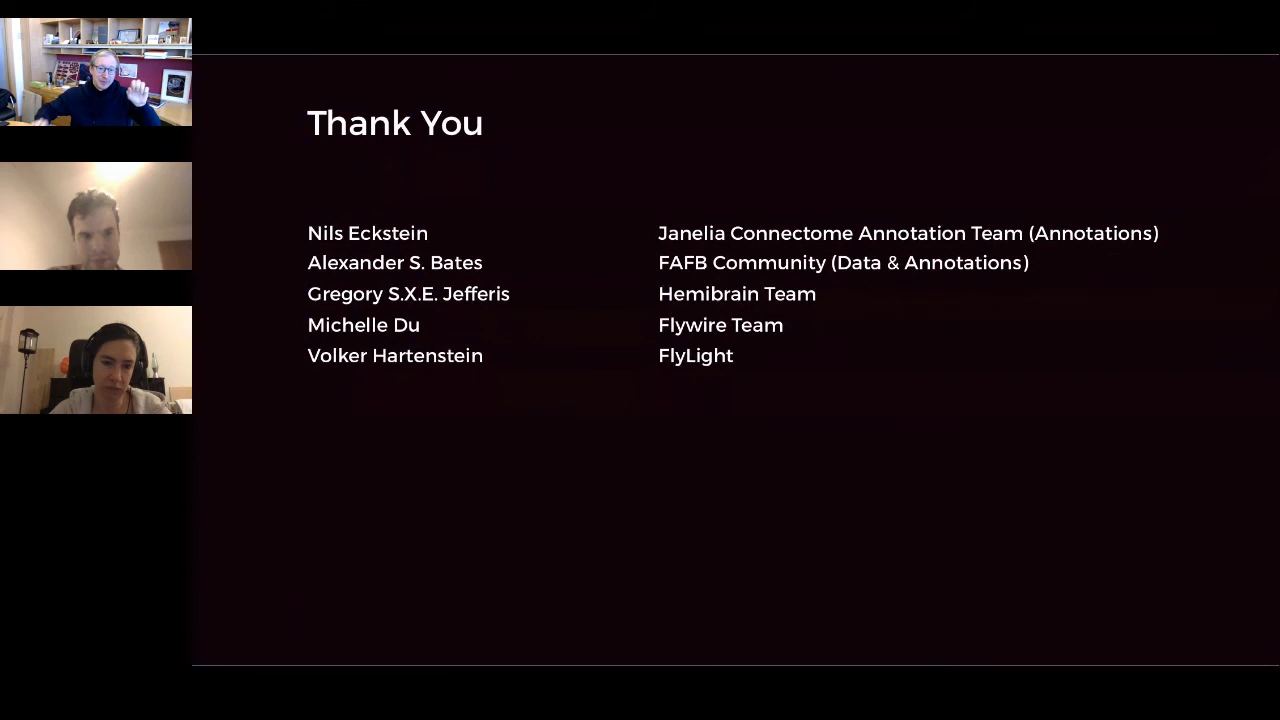 Thank You
Nils Eckstein
Alexander S. Bates
Gregory S.X.E. Jefferis
Michelle Du
Volker Hartenstein
Janelia Connectome Annotation Team (Annotations)
FAFB Community (Data & Annotations)
Hemibrain Team
Flywire Team
FlyLight